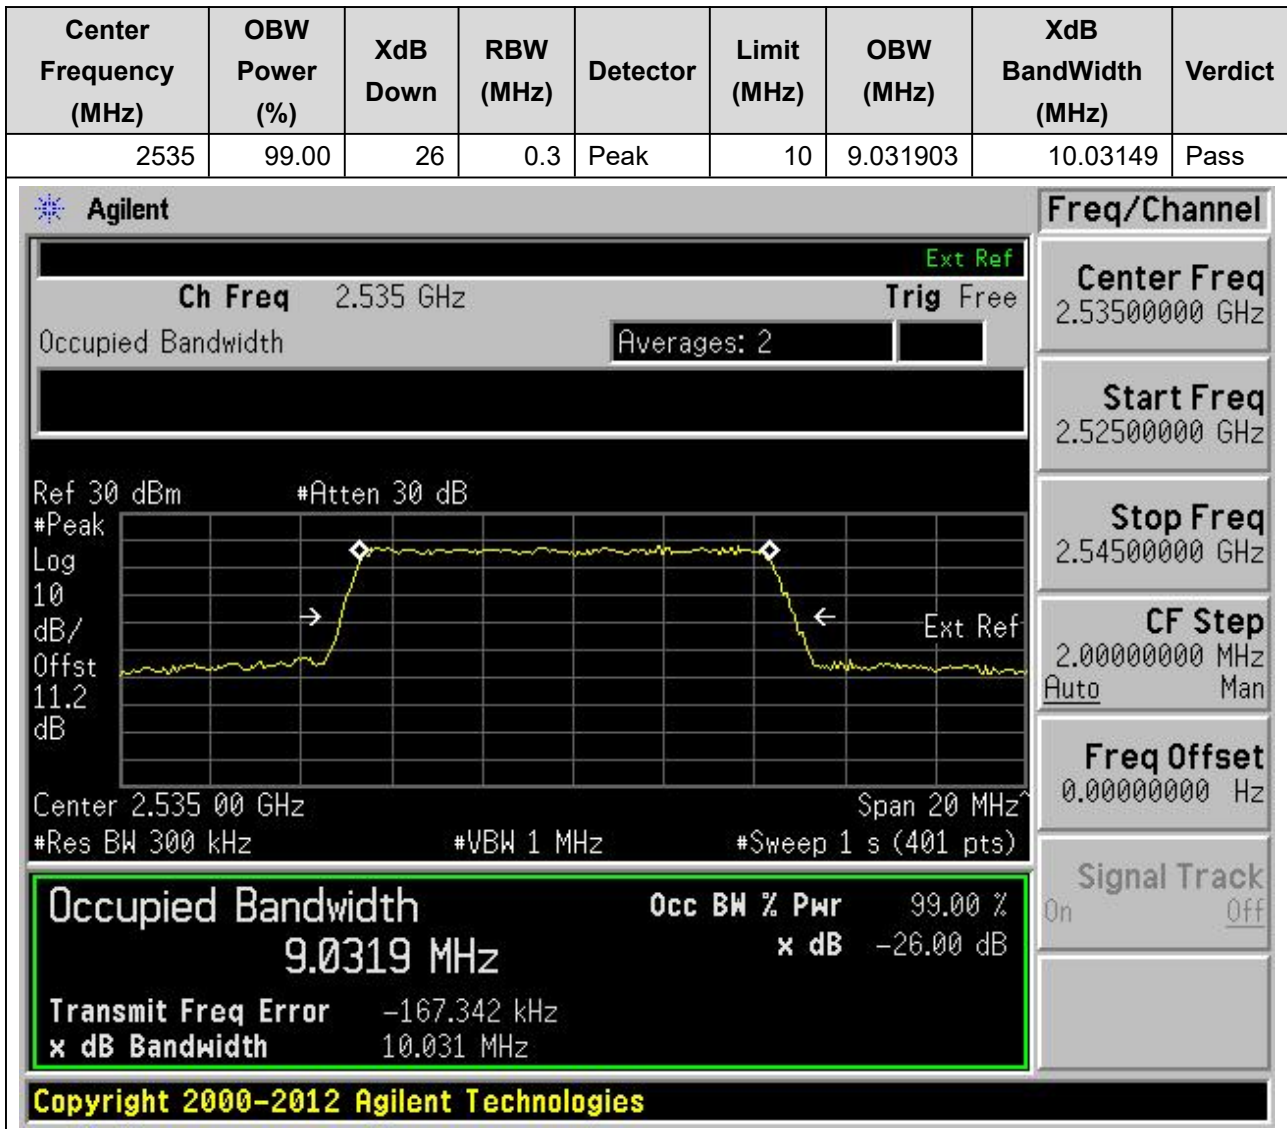 Center Frequency (MHz) OBW Power (%) XdB Down RBW (MHz) Detector Limit (MHz) OBW (MHz) XdB BandWidth (MHz) Verdict
2535 99.00 26 0.3 Peak 10 9.031903 10.03149 Pass
Agilent
Freq/Channel
Ext Ref
Ch Freq 2.535 GHz Trig Free
Occupied Bandwidth Averages: 2
Center Freq
2.53500000 GHz
Start Freq
2.52500000 GHz
Stop Freq
2.54500000 GHz
CF Step
2.00000000 MHz
Auto Man
Freq Offset
0.00000000 Hz
Signal Track
On Off
Ref 30 dBm #Atten 30 dB
#Peak
Log
10
dB/
Offst
11.2
dB
Ext Ref
Center 2.535 00 GHz Span 20 MHz^
#Res BW 300 kHz #VBW 1 MHz #Sweep 1 s (401 pts)
Occupied Bandwidth
9.0319 MHz
Occ BW % Pwr 99.00 %
x dB -26.00 dB
Transmit Freq Error -167.342 kHz
x dB Bandwidth 10.031 MHz
Copyright 2000-2012 Agilent Technologies